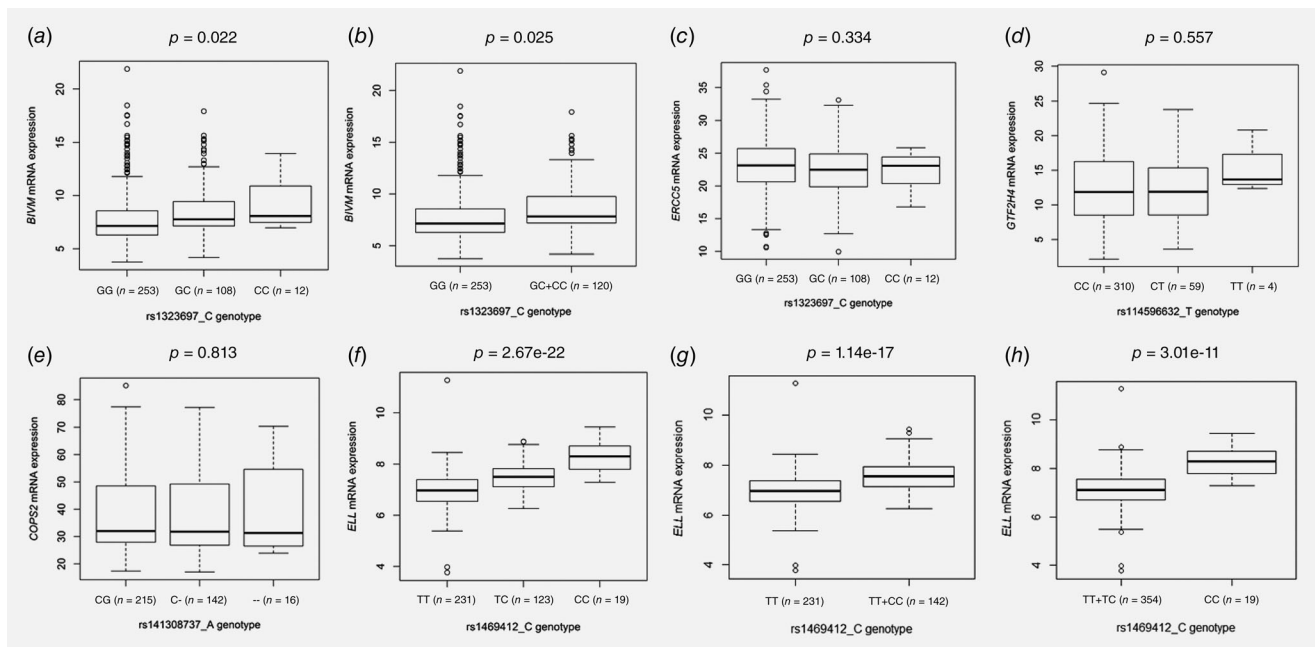 (a)
p = 0.022
BIVM mRNA expression
20
15
10
5
GG (n = 253) GC (n = 108) CC (n = 12)
rs1323697_C genotype
(b)
p = 0.025
BIVM mRNA expression
20
15
10
5
GG (n = 253) GC+CC (n = 120)
rs1323697_C genotype
(c)
p = 0.334
ERCC5 mRNA expression
35
30
25
20
15
10
GG (n = 253) GC (n = 108) CC (n = 12)
rs1323697_C genotype
(d)
p = 0.557
GTF2H4 mRNA expression
30
25
20
15
10
5
CC (n = 310) CT (n = 59) TT (n = 4)
rs114596632_T genotype
(e)
p = 0.813
COPS2 mRNA expression
80
70
60
50
40
30
20
CG (n = 215) C- (n = 142) -- (n = 16)
rs141308737_A genotype
(f)
p = 2.67e-22
ELL mRNA expression
10
8
6
4
TT (n = 231) TC (n = 123) CC (n = 19)
rs1469412_C genotype
(g)
p = 1.14e-17
ELL mRNA expression
10
8
6
4
TT (n = 231) TT+CC (n = 142)
rs1469412_C genotype
(h)
p = 3.01e-11
ELL mRNA expression
10
8
6
4
TT+TC (n = 354) CC (n = 19)
rs1469412_C genotype